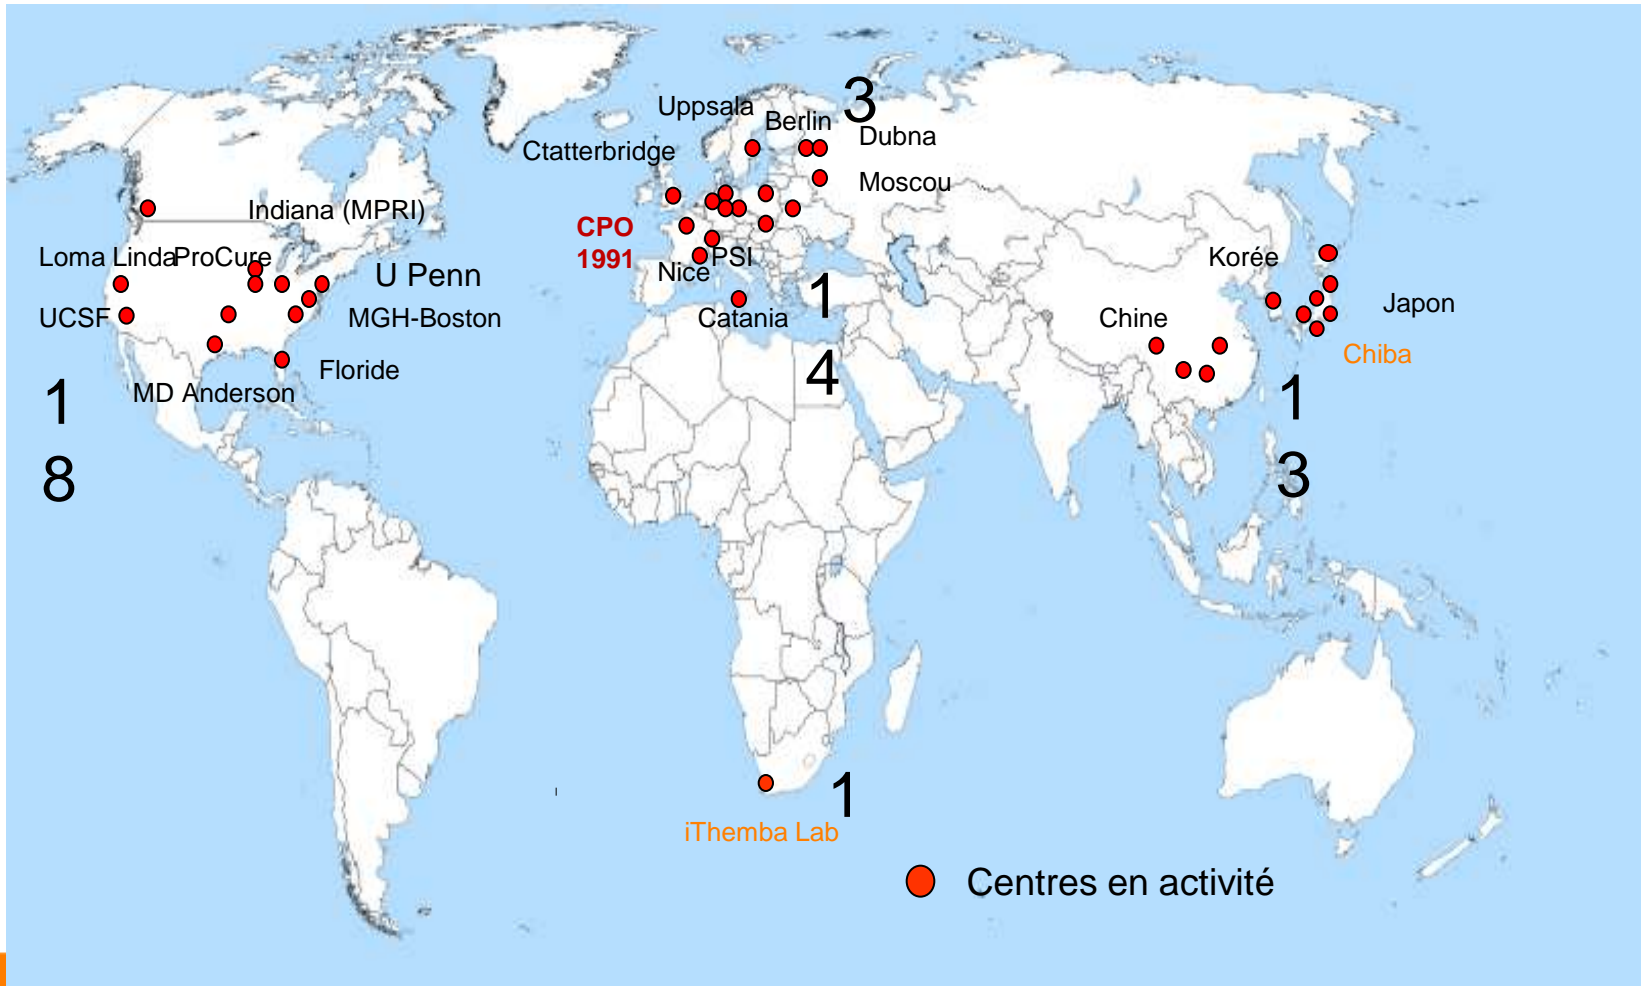 3
Uppsala
Berlin
Dubna
Ctatterbridge
Moscou
Indiana (MPRI)
CPO
1991
Loma Linda
ProCure
U Penn
Nice
PSI
Korée
UCSF
MGH-Boston
1
4
Catania
Chine
Japon
Chiba
Floride
MD Anderson
1
8
1
3
1
iThemba Lab
Centres en activité